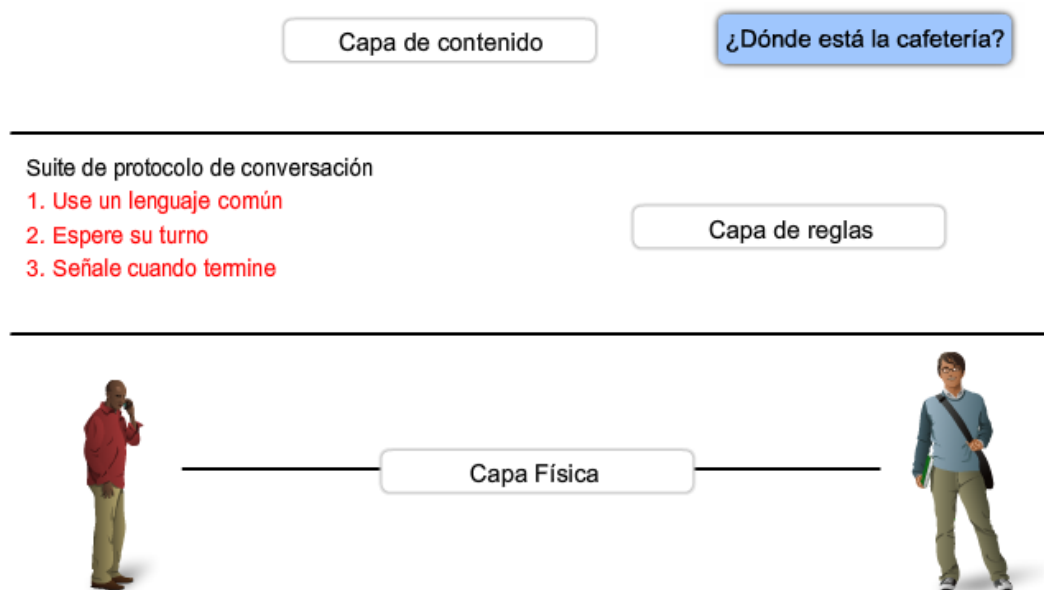 Capa de contenido
¿Dónde está la cafetería?
Suite de protocolo de conversación
1. Use un lenguaje común
2. Espere su turno
3. Señale cuando termine
Capa de reglas
Capa Física